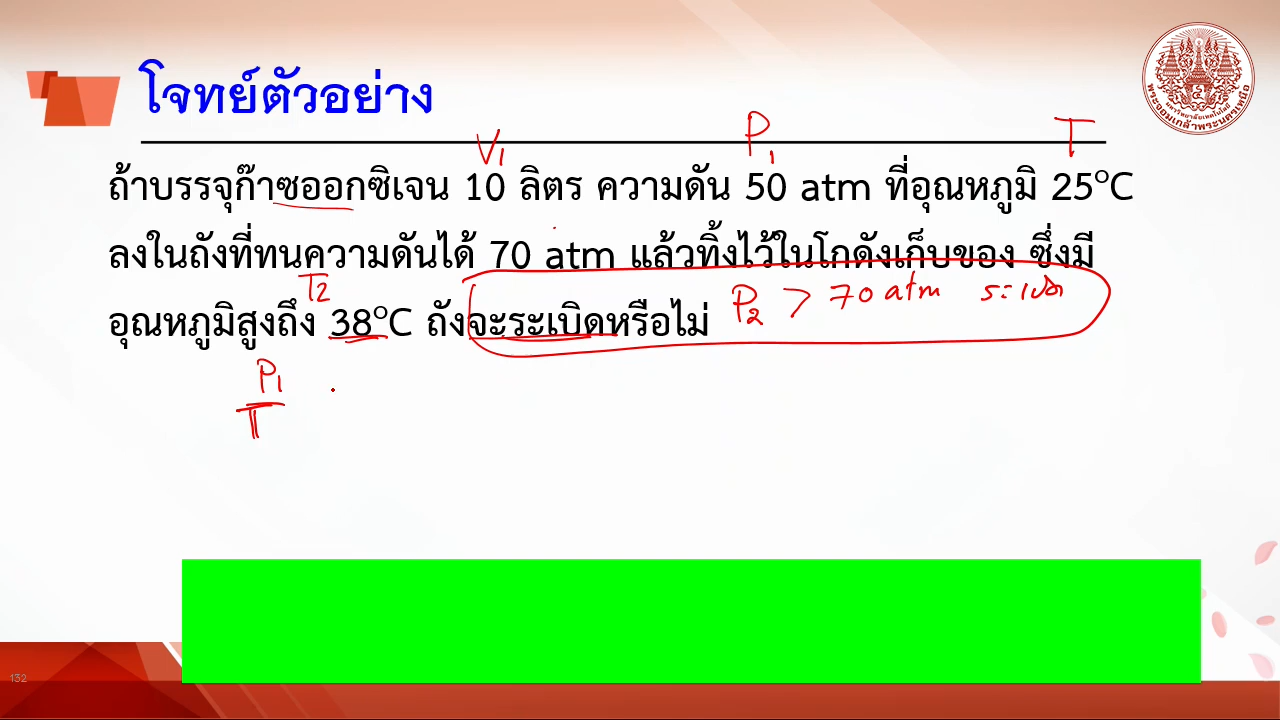 โจทย์ตัวอย่าง
V1 P1 T
ถ้าบรรจุก๊าซออกซิเจน 10 ลิตร ความดัน 50 atm ที่อุณหภูมิ 25°C
ลงในถังที่ทนความดันได้ 70 atm แล้วทิ้งไว้ในโกดังเก็บของ ซึ่งมี
T2 P2 > 70 atm ระเบิด
อุณหภูมิสูงถึง 38°C ถังจะระเบิดหรือไม่
P1
T
132